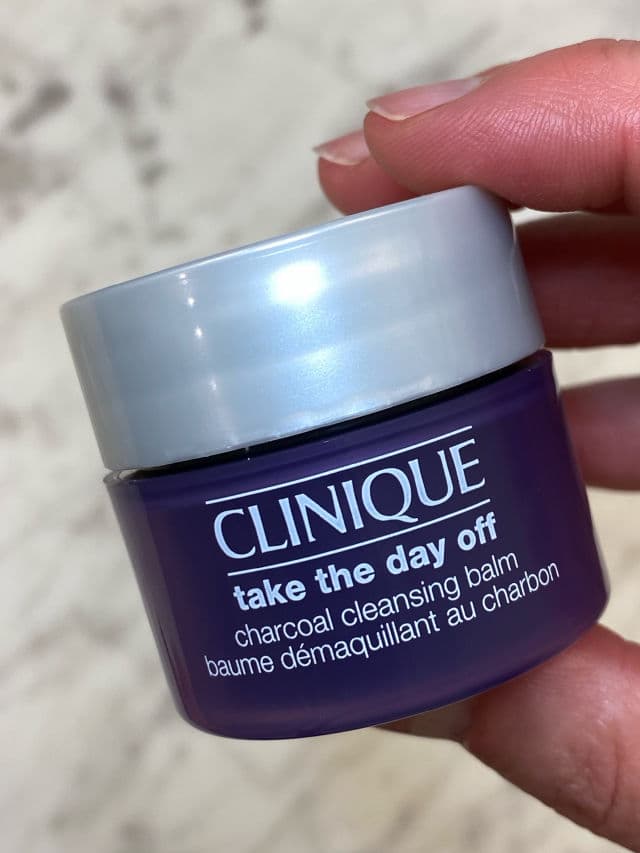 CLINIQUE
take the day off
charcoal cleansing balm
baume démaquillant au charbon